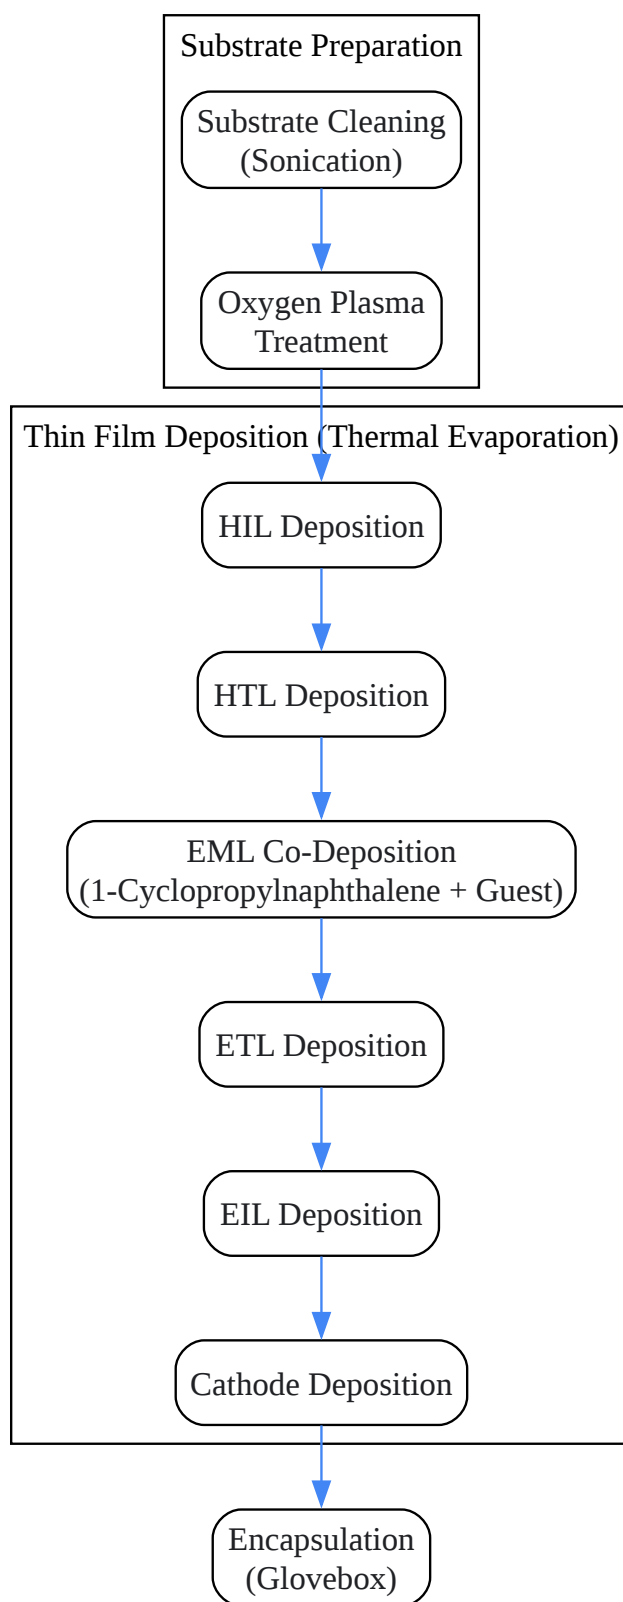 Substrate Preparation
Substrate Cleaning
(Sonication)
Oxygen Plasma
Treatment
Thin Film Deposition (Thermal Evaporation)
HIL Deposition
HTL Deposition
EML Co-Deposition
(1-Cyclopropylnaphthalene + Guest)
ETL Deposition
EIL Deposition
Cathode Deposition
Encapsulation
(Glovebox)